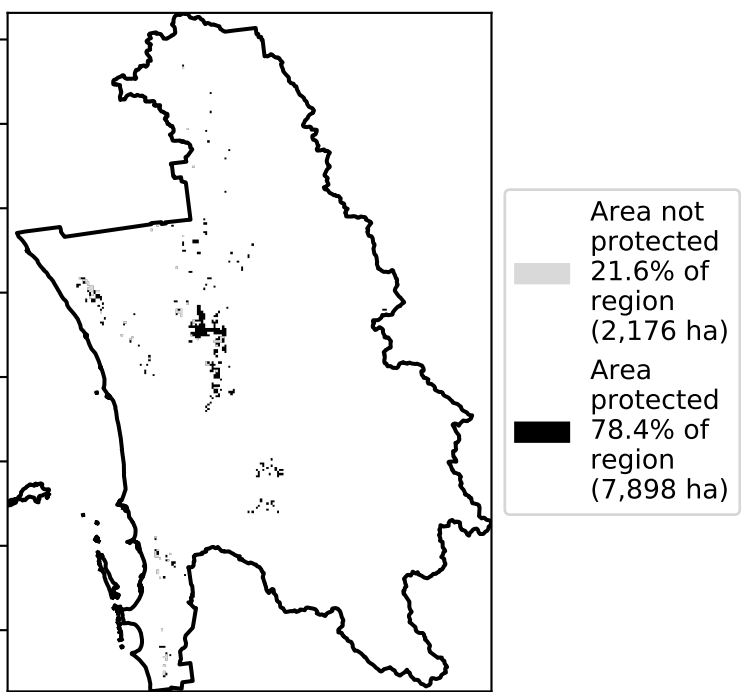 Area not
protected
21.6% of
region
(2,176 ha)
Area
protected
78.4% of
region
(7,898 ha)